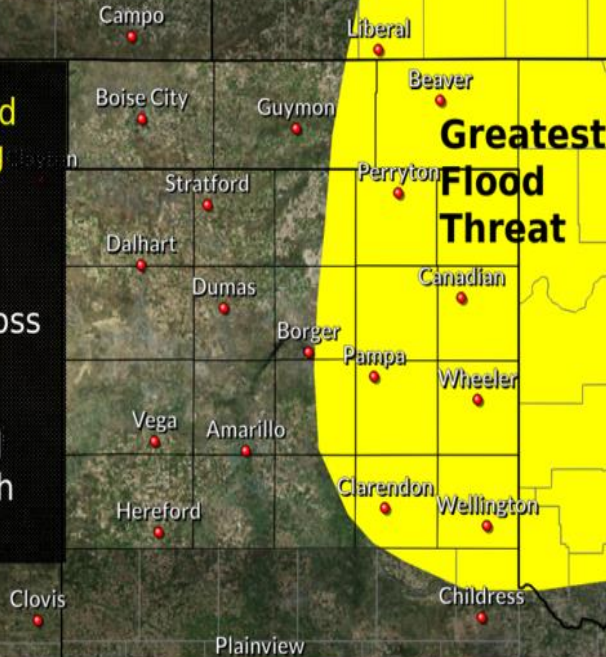 Campo
Liberal
Beaver
Boise City
Guymon
d
g
Greatest
Flood
Threat
Perryton
Stratford
Dalhart
Canadian
Dumas
oss
Borger
Pampa
Wheeler
Vega
Amarillo
h
Clarendon
Wellington
Hereford
Clovis
Childress
Plainview